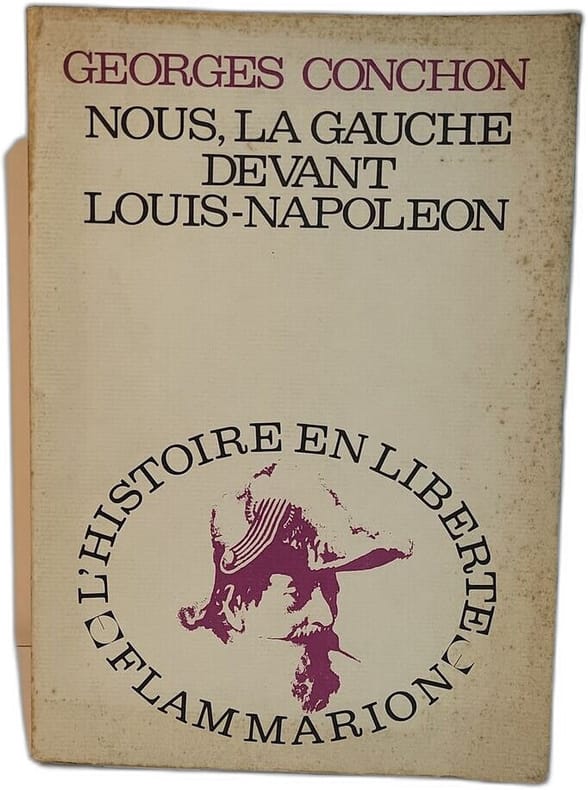 GEORGES CONCHON
NOUS, LA GAUCHE
DEVANT
LOUIS-NAPOLEON
L'HISTOIRE EN LIBERTE
FLAMMARION